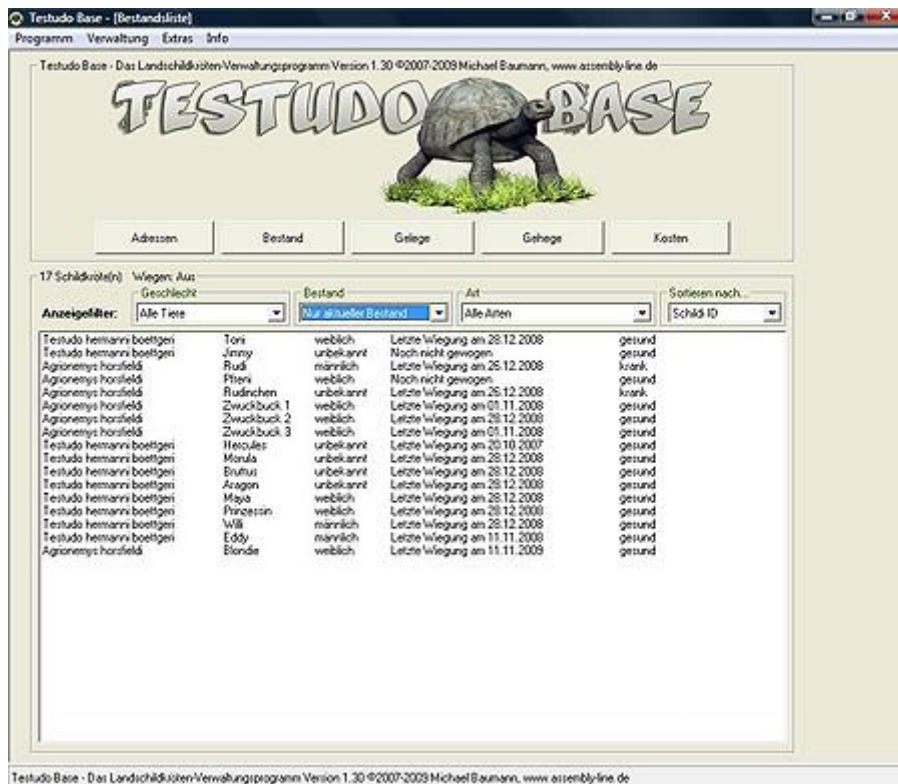 Testudo Base - [Bestandsliste]
Programm Verwaltung Extras Info
Testudo Base - Das Landschildkröten-Verwaltungsprogramm Version 1.30 ©2007-2009 Michael Baumann, www.assembly-line.de
TESTUDO BASE
Adressen Bestand Gelege Gehege Kosten
17 Schildkröte(n) Wiegen: Aus
Geschlecht Bestand Art Sortieren nach...
Anzeigefilter: Alle Tiere Nur aktueller Bestand Alle Arten Schildi ID
Testudo hermanni boettgeri Toni weiblich Letzte Wiegung am 28.12.2008 gesund
Testudo hermanni boettgeri Jimmy unbekannt Noch nicht gewogen gesund
Agrionemys horsfieldi Rudi männlich Letzte Wiegung am 26.12.2008 krank
Agrionemys horsfieldi Pheni weiblich Noch nicht gewogen gesund
Agrionemys horsfieldi Rudinchen unbekannt Letzte Wiegung am 26.12.2008 krank
Agrionemys horsfieldi Zwuckbuck 1 weiblich Letzte Wiegung am 01.11.2008 gesund
Agrionemys horsfieldi Zwuckbuck 2 weiblich Letzte Wiegung am 28.12.2008 gesund
Agrionemys horsfieldi Zwuckbuck 3 weiblich Letzte Wiegung am 01.11.2008 gesund
Testudo hermanni boettgeri Hercules unbekannt Letzte Wiegung am 20.10.2007 gesund
Testudo hermanni boettgeri Morula unbekannt Letzte Wiegung am 28.12.2008 gesund
Testudo hermanni boettgeri Bruttus unbekannt Letzte Wiegung am 28.12.2008 gesund
Testudo hermanni boettgeri Aragon unbekannt Letzte Wiegung am 28.12.2008 gesund
Testudo hermanni boettgeri Maya weiblich Letzte Wiegung am 28.12.2008 gesund
Testudo hermanni boettgeri Prinzessin weiblich Letzte Wiegung am 28.12.2008 gesund
Testudo hermanni boettgeri Willi männlich Letzte Wiegung am 28.12.2008 gesund
Testudo hermanni boettgeri Eddy männlich Letzte Wiegung am 11.11.2008 gesund
Agrionemys horsfieldi Blondie weiblich Letzte Wiegung am 11.11.2009 gesund
Testudo Base - Das Landschildkröten-Verwaltungsprogramm Version 1.30 ©2007-2009 Michael Baumann, www.assembly-line.de